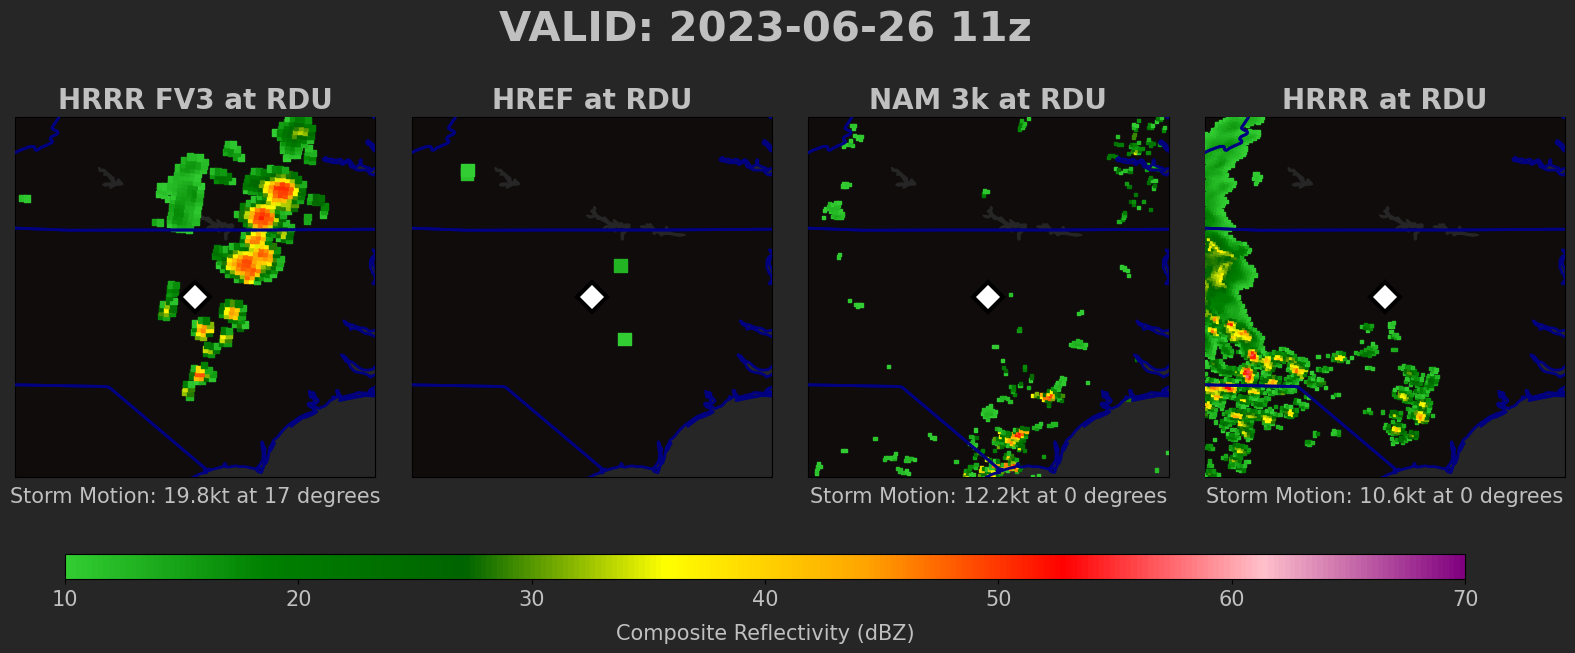 VALID: 2023-06-26 11z
HRRR FV3 at RDU
HREF at RDU
NAM 3k at RDU
HRRR at RDU
Storm Motion: 19.8kt at 17 degrees
Storm Motion: 12.2kt at 0 degrees
Storm Motion: 10.6kt at 0 degrees
10 20 30 40 50 60 70
Composite Reflectivity (dBZ)